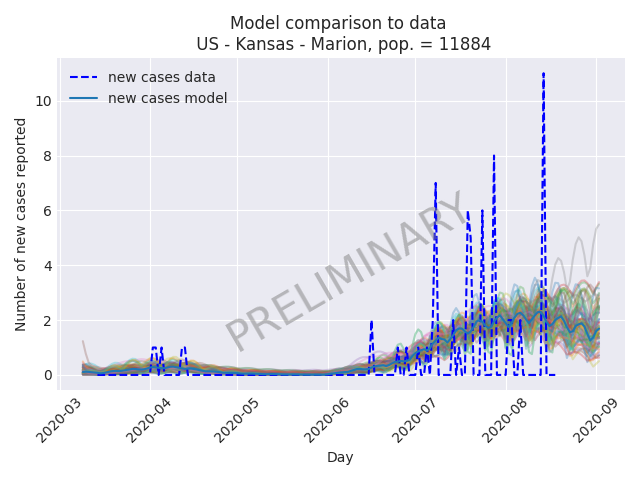 Model comparison to data
US - Kansas - Marion, pop. = 11884
new cases data
new cases model
Number of new cases reported
10
8
6
4
2
0
PRELIMINARY
2020-03
2020-04
2020-05
2020-06
2020-07
2020-08
2020-09
Day